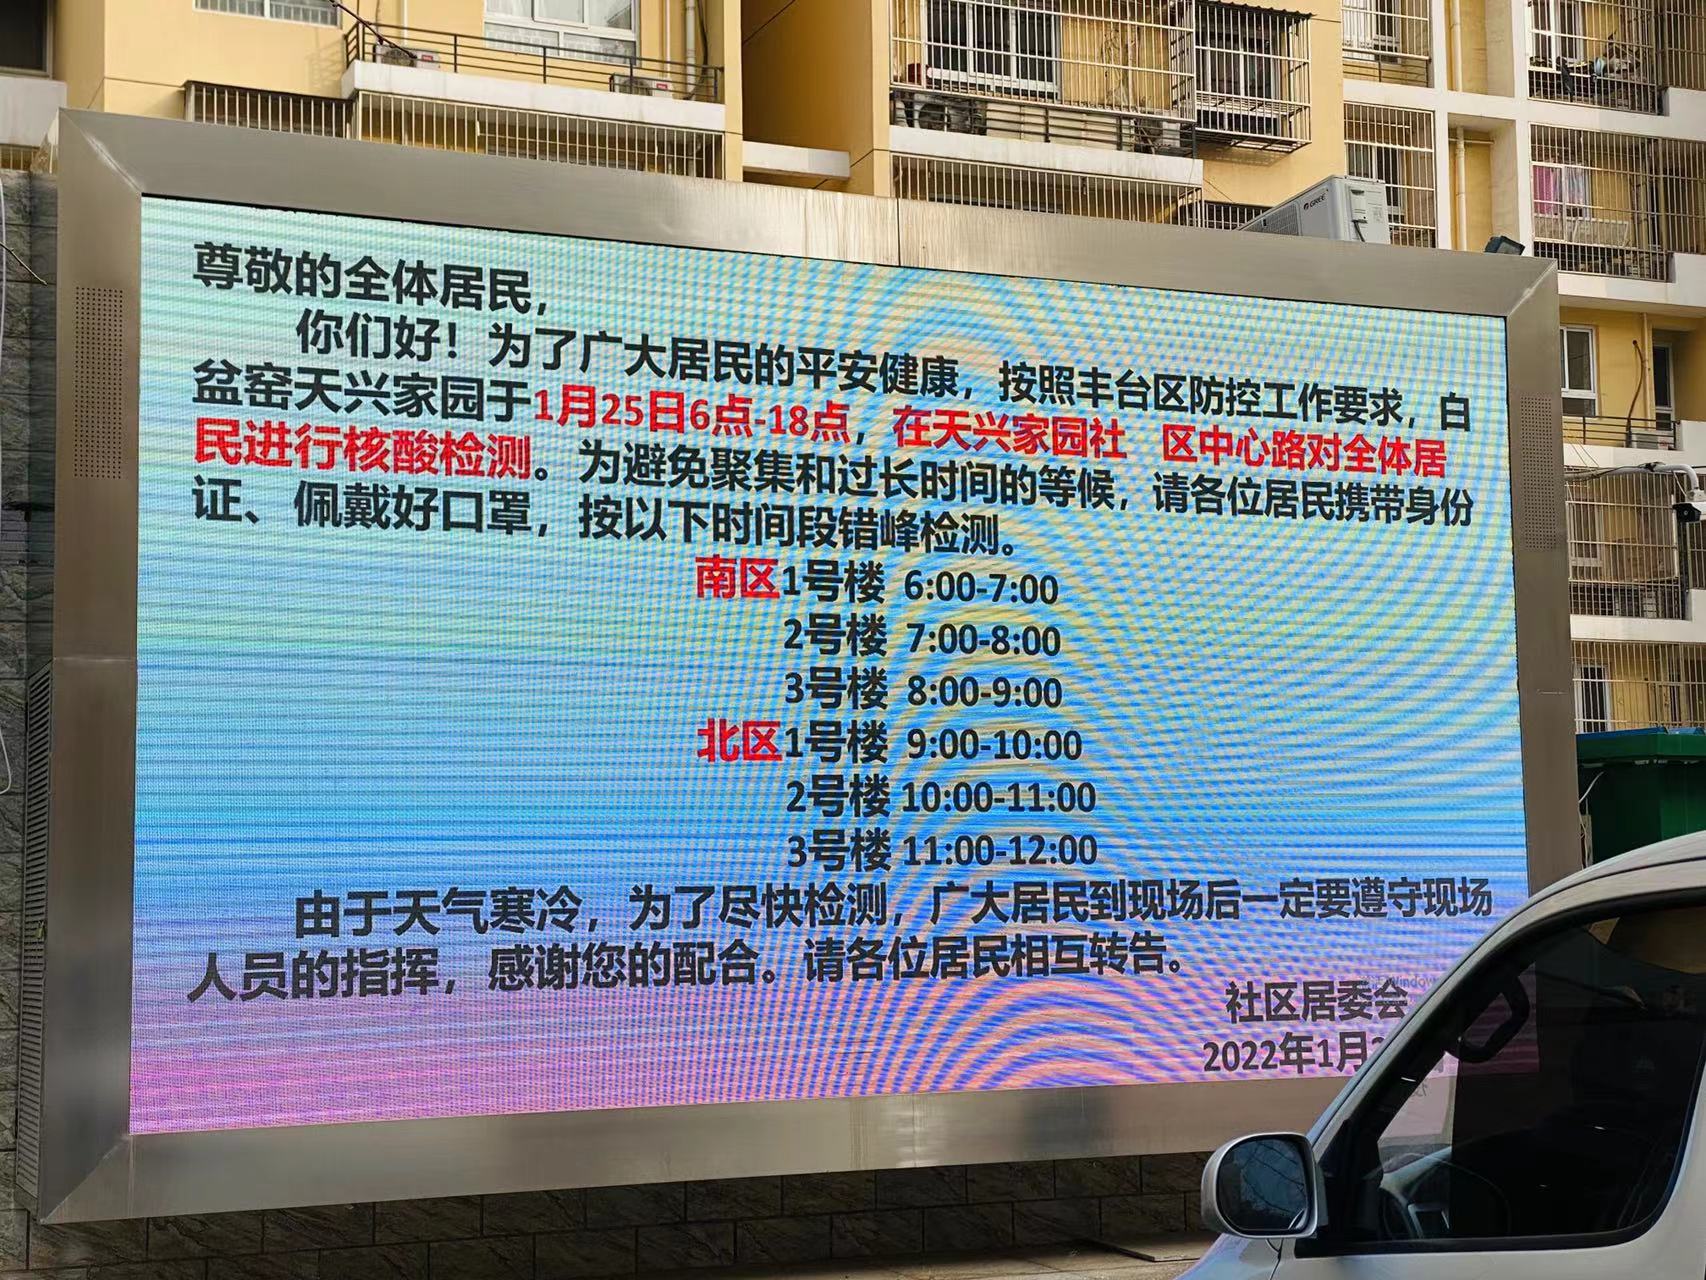 尊敬的全体居民，
你们好！为了广大居民的平安健康，按照丰台区防控工作要求，白
盆窑天兴家园于1月25日6点-18点，在天兴家园社 区中心路对全体居
民进行核酸检测。为避免聚集和过长时间的等候，请各位居民携带身份
证、佩戴好口罩，按以下时间段错峰检测。
南区1号楼 6:00-7:00
2号楼 7:00-8:00
3号楼 8:00-9:00
北区1号楼 9:00-10:00
2号楼 10:00-11:00
3号楼 11:00-12:00
由于天气寒冷，为了尽快检测，广大居民到现场后一定要遵守现场
人员的指挥，感谢您的配合。请各位居民相互转告。
社区居委会
2022年1月
GREE